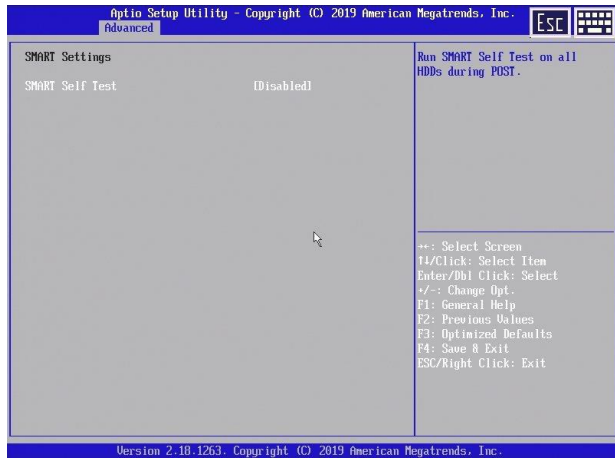 Aptio Setup Utility - Copyright (C) 2019 American Megatrends, Inc.
Esc
Advanced
SMART Settings
SMART Self Test [Disabled]
Run SMART Self Test on all
HDDs during POST.
→←: Select Screen
↑↓/Click: Select Item
Enter/Dbl Click: Select
+/-: Change Opt.
F1: General Help
F2: Previous Values
F3: Optimized Defaults
F4: Save & Exit
ESC/Right Click: Exit
Version 2.18.1263. Copyright (C) 2019 American Megatrends, Inc.